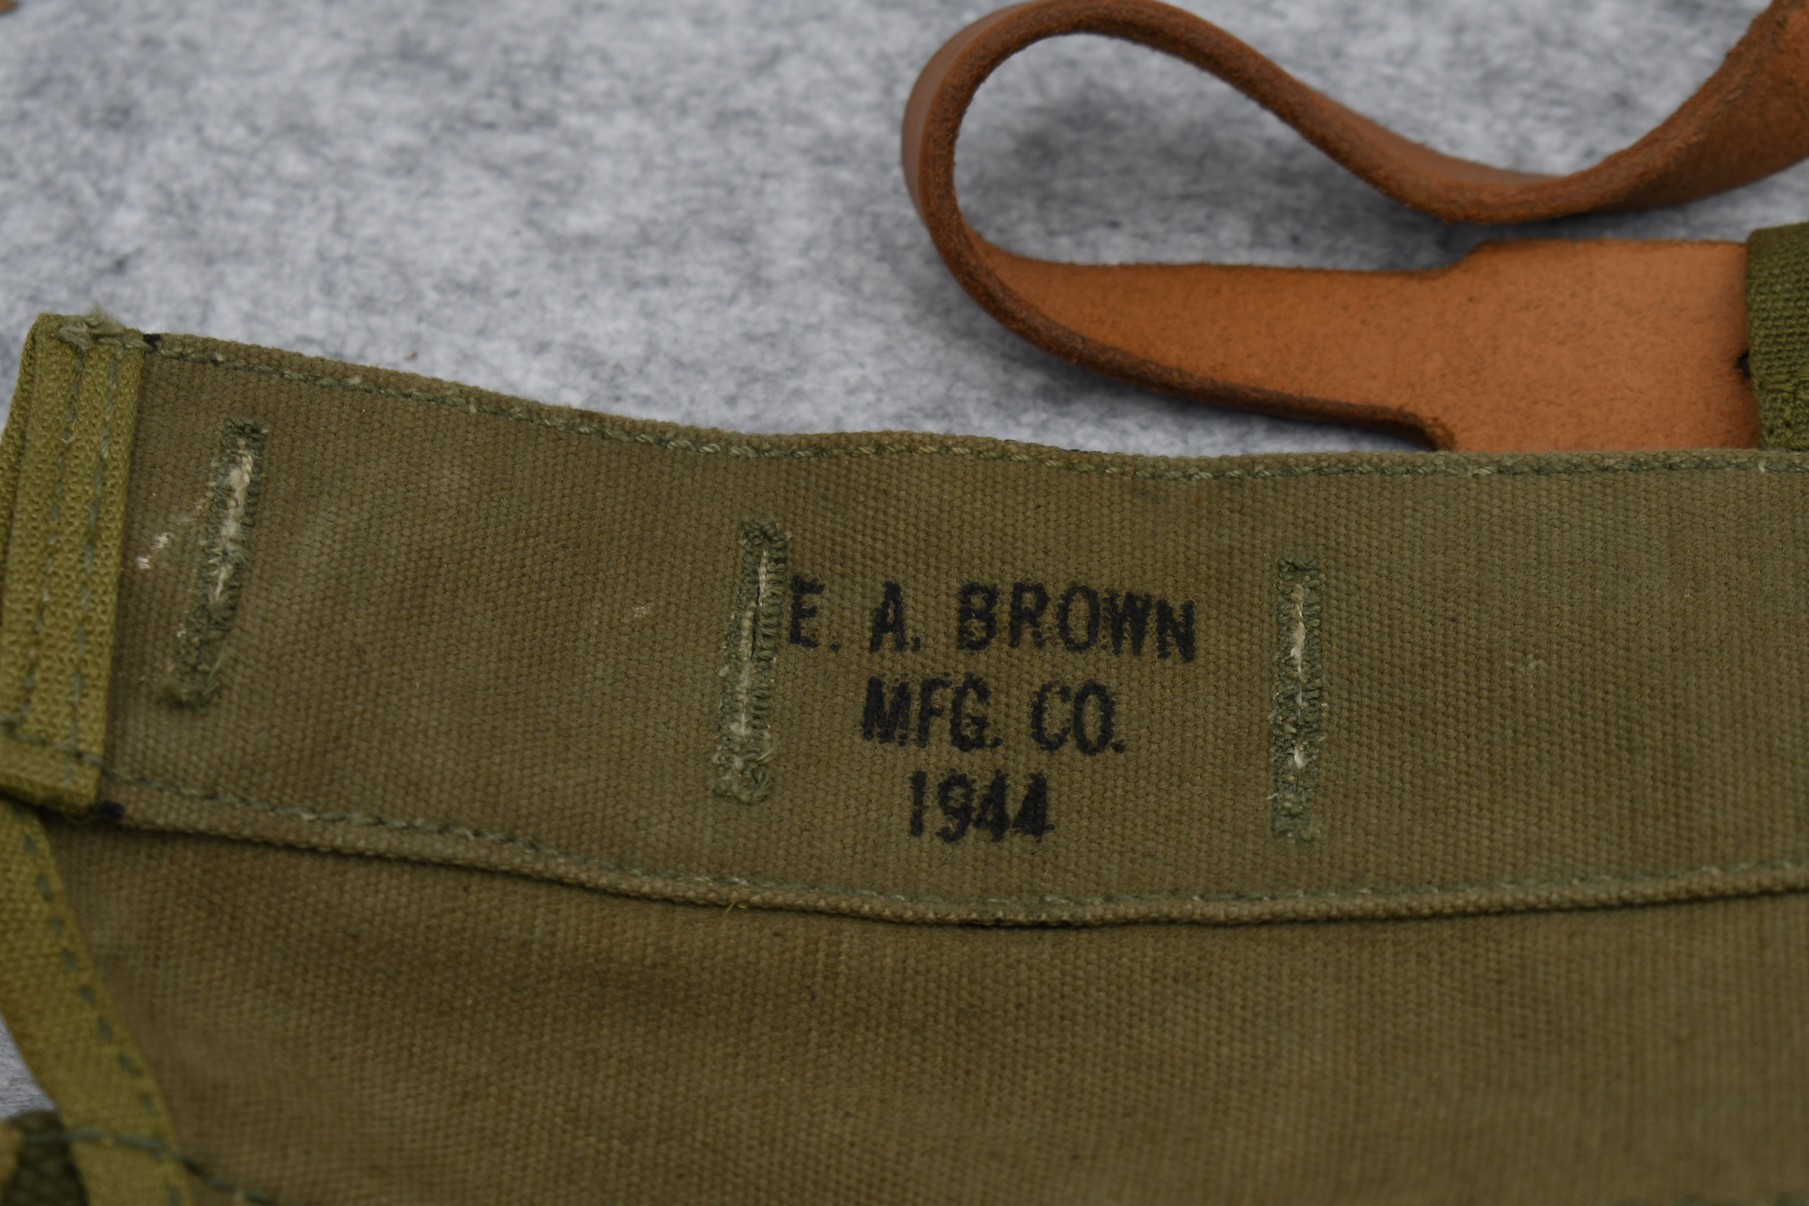 E. A. BROWN
MFG. CO.
1944